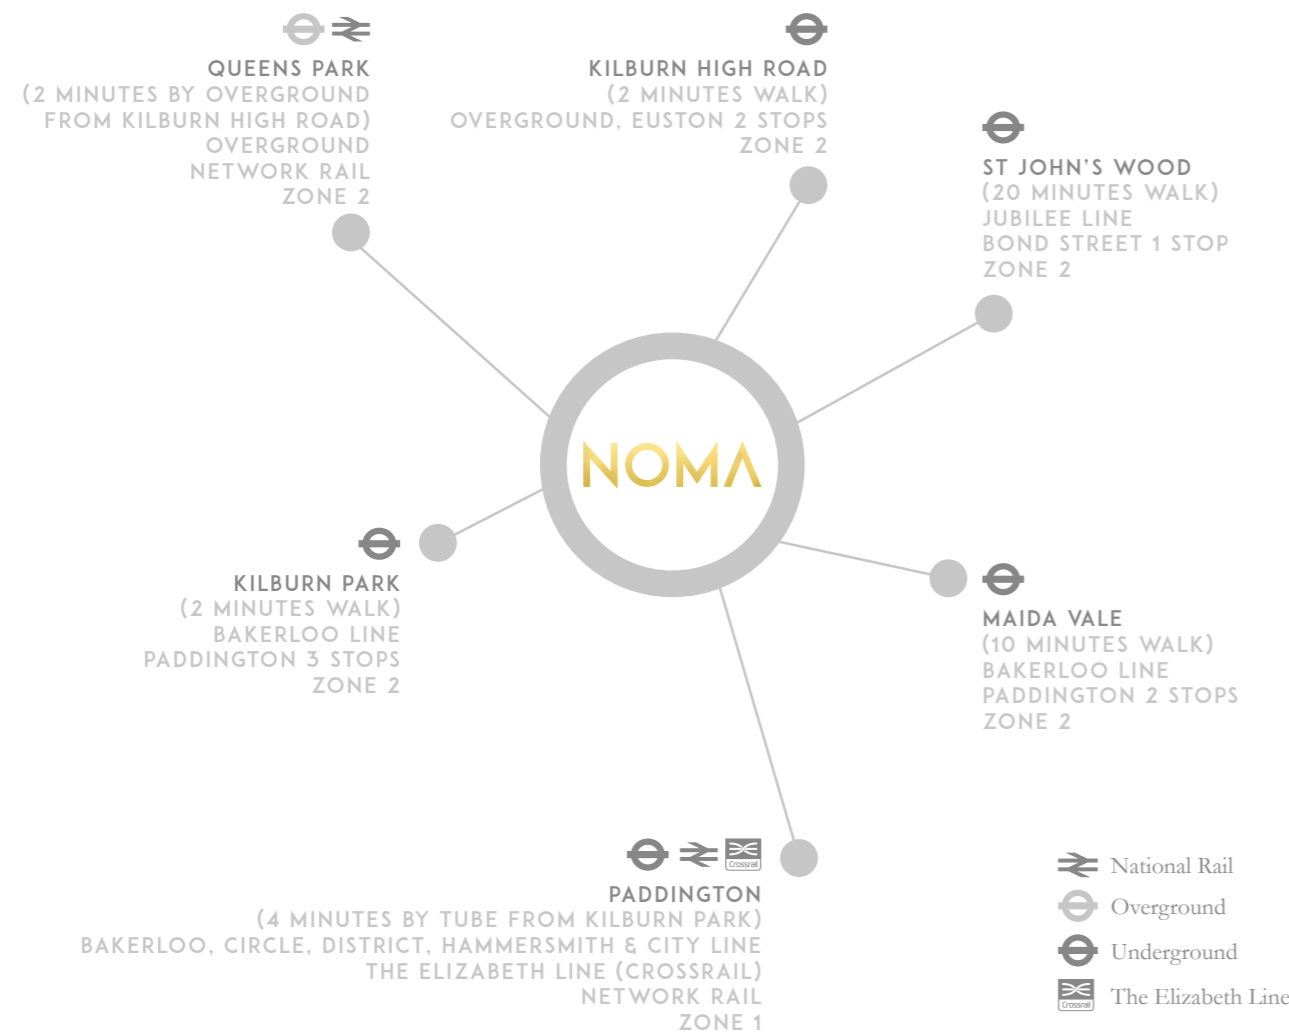 QUEENS PARK
(2 MINUTES BY OVERGROUND
FROM KILBURN HIGH ROAD)
OVERGROUND
NETWORK RAIL
ZONE 2
KILBURN HIGH ROAD
(2 MINUTES WALK)
OVERGROUND, EUSTON 2 STOPS
ZONE 2
ST JOHN'S WOOD
(20 MINUTES WALK)
JUBILEE LINE
BOND STREET 1 STOP
ZONE 2
NOMA
KILBURN PARK
(2 MINUTES WALK)
BAKERLOO LINE
PADDINGTON 3 STOPS
ZONE 2
MAIDA VALE
(10 MINUTES WALK)
BAKERLOO LINE
PADDINGTON 2 STOPS
ZONE 2
Crossrail
PADDINGTON
(4 MINUTES BY TUBE FROM KILBURN PARK)
BAKERLOO, CIRCLE, DISTRICT, HAMMERSMITH & CITY LINE
THE ELIZABETH LINE (CROSSRAIL)
NETWORK RAIL
ZONE 1
National Rail
Overground
Underground
Crossrail The Elizabeth Line